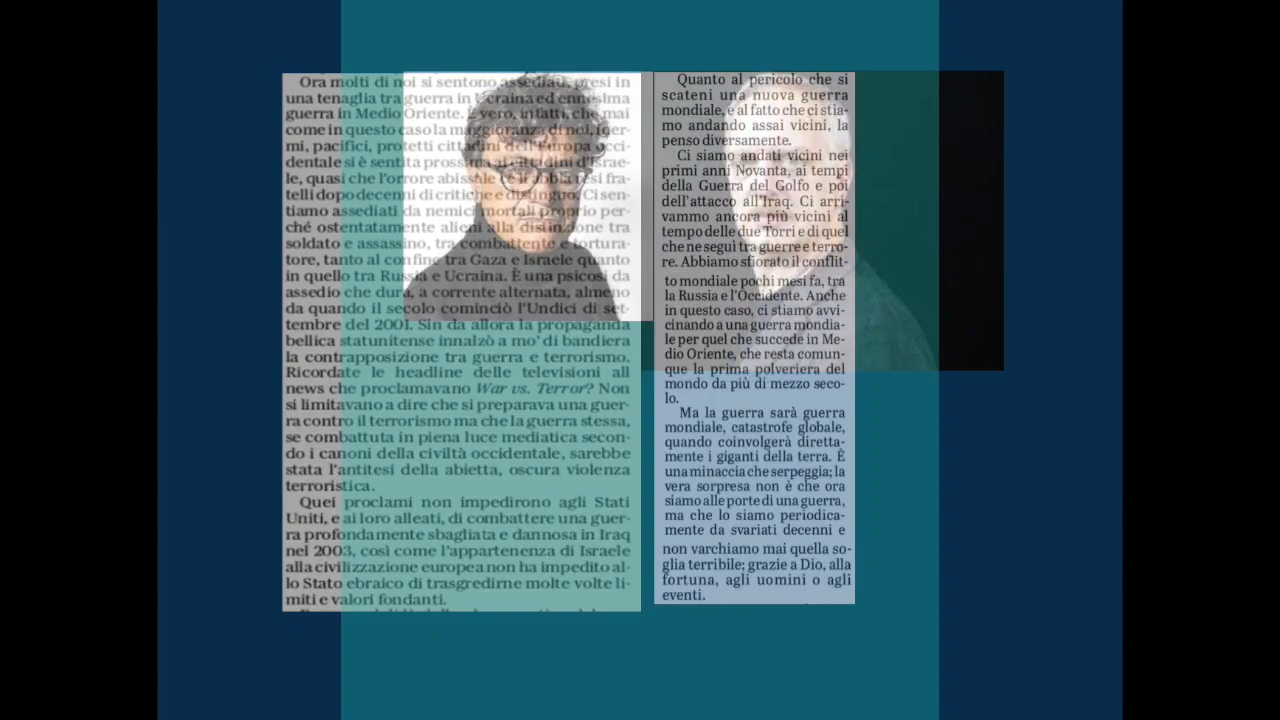 Ora molti di noi si sentono assediati, presi in
una tenaglia tra guerra in Ucraina ed ennesima
guerra in Medio Oriente. È vero, infatti, che mai
come in questo caso la maggioranza di noi, iner-
mi, pacifici, protetti cittadini dell'Europa occi-
dentale si è sentita prossima ai cittadini d'Israe-
le, quasi che l'orrore abissale ce li abbia resi fra-
telli dopo decenni di critiche e distinguo. Ci sen-
tiamo assediati da nemici mortali proprio per-
ché ostentatamente alieni alla distinzione tra
soldato e assassino, tra combattente e tortura-
tore, tanto al confine tra Gaza e Israele quanto
in quello tra Russia e Ucraina. È una psicosi da
assedio che dura, a corrente alternata, almeno
da quando il secolo cominciò l'Undici di set-
tembre del 2001. Sin da allora la propaganda
bellica statunitense innalzò a mo' di bandiera
la contrapposizione tra guerra e terrorismo.
Ricordate le headline delle televisioni all
news che proclamavano War vs. Terror? Non
si limitavano a dire che si preparava una guer-
ra contro il terrorismo ma che la guerra stessa,
se combattuta in piena luce mediatica secon-
do i canoni della civiltà occidentale, sarebbe
stata l'antitesi della abietta, oscura violenza
terroristica.
Quei proclami non impedirono agli Stati
Uniti, e ai loro alleati, di combattere una guer-
ra profondamente sbagliata e dannosa in Iraq
nel 2003, così come l'appartenenza di Israele
alla civilizzazione europea non ha impedito al-
lo Stato ebraico di trasgredirne molte volte li-
miti e valori fondanti.
Quanto al pericolo che si
scateni una nuova guerra
mondiale, e al fatto che ci stia-
mo andando assai vicini, la
penso diversamente.
Ci siamo andati vicini nei
primi anni Novanta, ai tempi
della Guerra del Golfo e poi
dell'attacco all'Iraq. Ci arri-
vammo ancora più vicini al
tempo delle due Torri e di quel
che ne seguì tra guerre e terro-
re. Abbiamo sfiorato il conflit-
to mondiale pochi mesi fa, tra
la Russia e l'Occidente. Anche
in questo caso, ci stiamo avvi-
cinando a una guerra mondia-
le per quel che succede in Me-
dio Oriente, che resta comun-
que la prima polveriera del
mondo da più di mezzo seco-
lo.
Ma la guerra sarà guerra
mondiale, catastrofe globale,
quando coinvolgerà diretta-
mente i giganti della terra. È
una minaccia che serpeggia; la
vera sorpresa non è che ora
siamo alle porte di una guerra,
ma che lo siamo periodica-
mente da svariati decenni e
non varchiamo mai quella so-
glia terribile; grazie a Dio, alla
fortuna, agli uomini o agli
eventi.